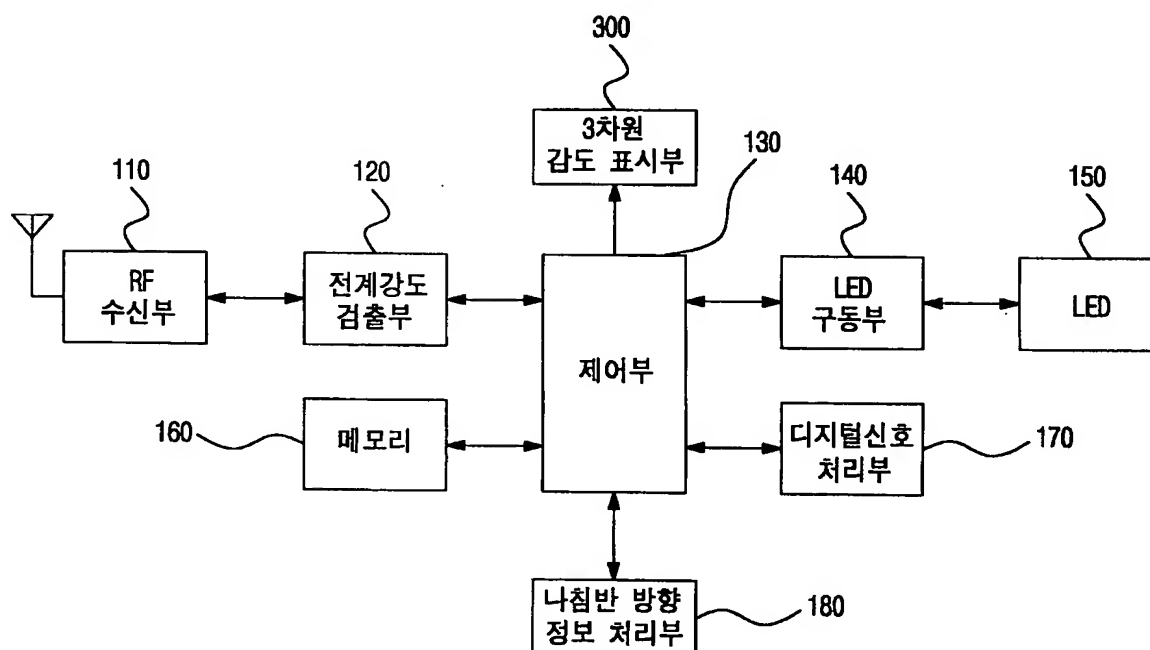 300
3차원
감도 표시부
130
110
120
140
150
RF
수신부
전계강도
검출부
제어부
LED
구동부
LED
160
메모리
디지털신호
처리부
170
나침반 방향
정보 처리부
180